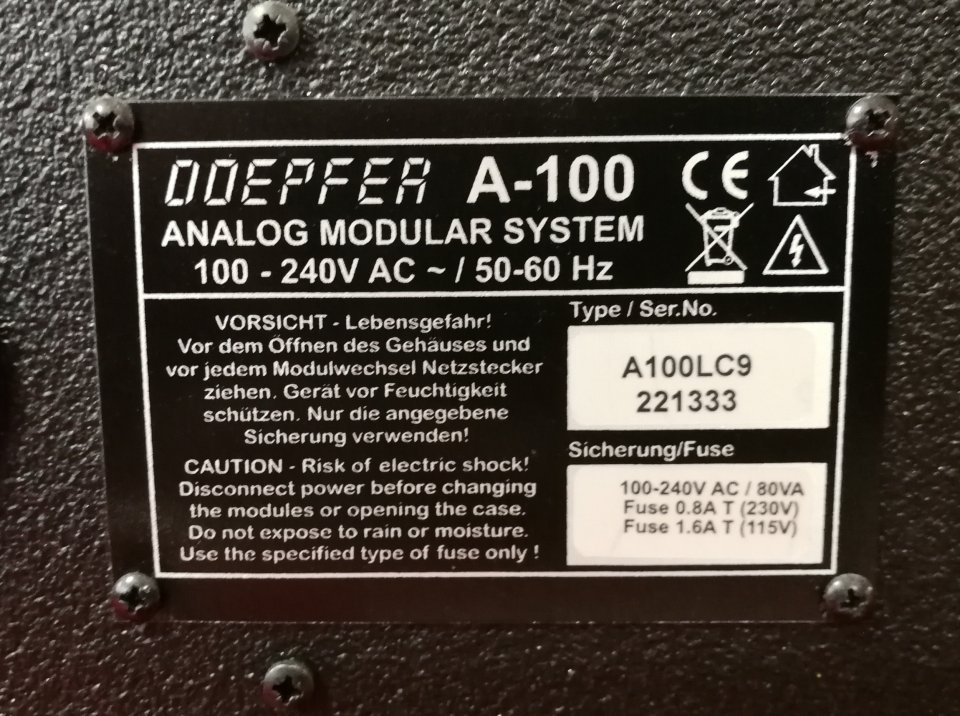 DOEPFER A-100
ANALOG MODULAR SYSTEM
100 - 240V AC ~ / 50-60 Hz
CE
VORSICHT - Lebensgefahr!
Vor dem Öffnen des Gehäuses und
vor jedem Modulwechsel Netzstecker
ziehen. Gerät vor Feuchtigkeit
schützen. Nur die angegebene
Sicherung verwenden!
CAUTION - Risk of electric shock!
Disconnect power before changing
the modules or opening the case.
Do not expose to rain or moisture.
Use the specified type of fuse only !
Type / Ser.No.
A100LC9
221333
Sicherung/Fuse
100-240V AC / 80VA
Fuse 0.8A T (230V)
Fuse 1.6A T (115V)